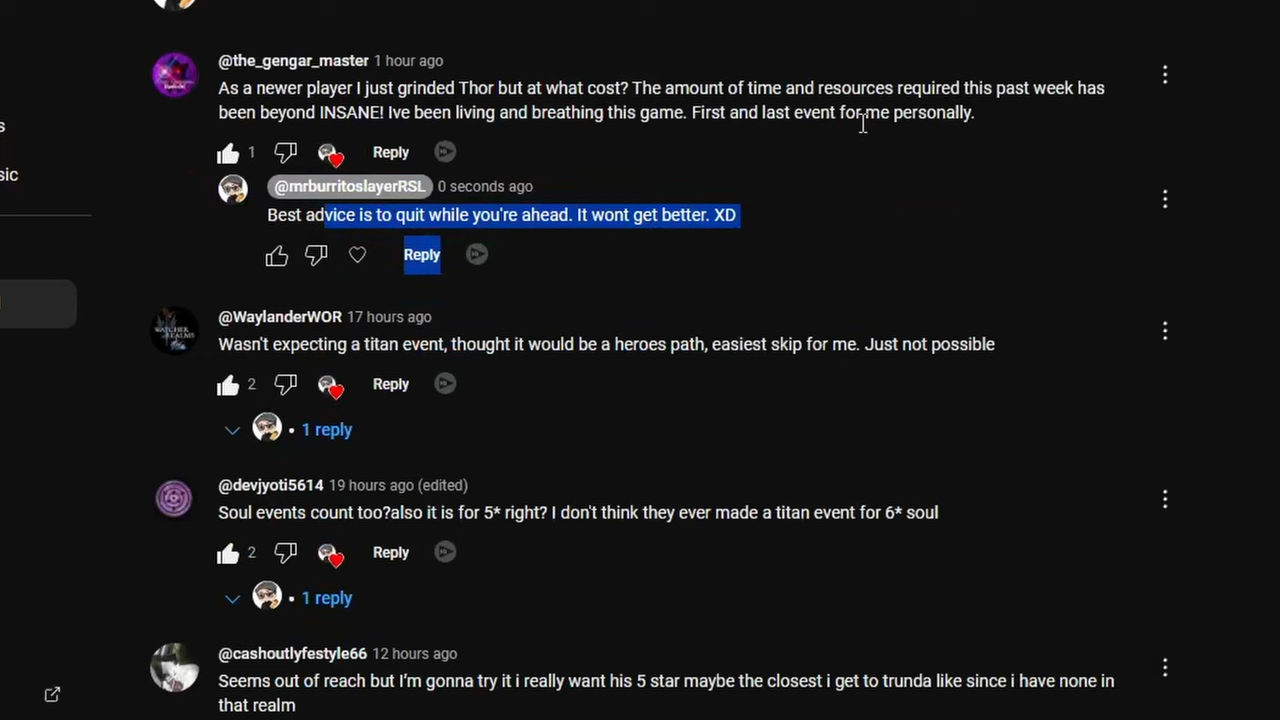 @the_gengar_master 1 hour ago
As a newer player I just grinded Thor but at what cost? The amount of time and resources required this past week has
been beyond INSANE! Ive been living and breathing this game. First and last event for me personally.
1 Reply
@mrburritoslayerRSL 0 seconds ago
Best advice is to quit while you're ahead. It wont get better. XD
Reply
s
sic
@WaylanderWOR 17 hours ago
Wasn't expecting a titan event, thought it would be a heroes path, easiest skip for me. Just not possible
2 Reply
• 1 reply
@devjyoti5614 19 hours ago (edited)
Soul events count too?also it is for 5* right? I don't think they ever made a titan event for 6* soul
2 Reply
• 1 reply
@cashoutlyfestyle66 12 hours ago
Seems out of reach but I'm gonna try it i really want his 5 star maybe the closest i get to trunda like since i have none in
that realm